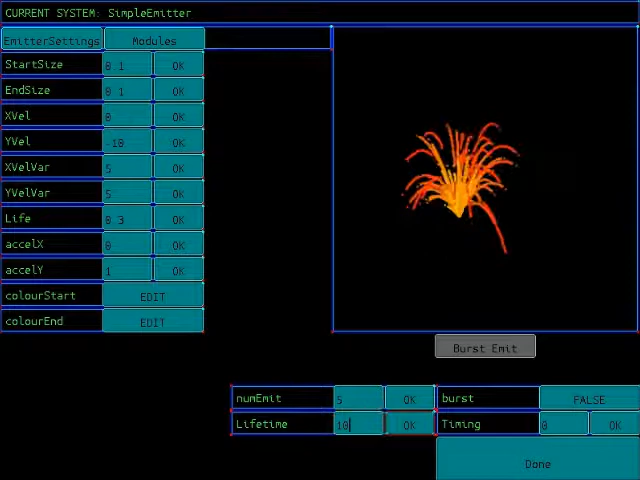 CURRENT SYSTEM: SimpleEmitter
EmitterSettings Modules
StartSize 0.1 OK
EndSize 0.1 OK
XVel 0 OK
YVel -10 OK
XVelVar 5 OK
YVelVar 5 OK
Life 0.3 OK
accelX 0 OK
accelY 1 OK
colourStart EDIT
colourEnd EDIT
Burst Emit
numEmit 5 OK burst FALSE
Lifetime 10 OK Timing 0 OK
Done